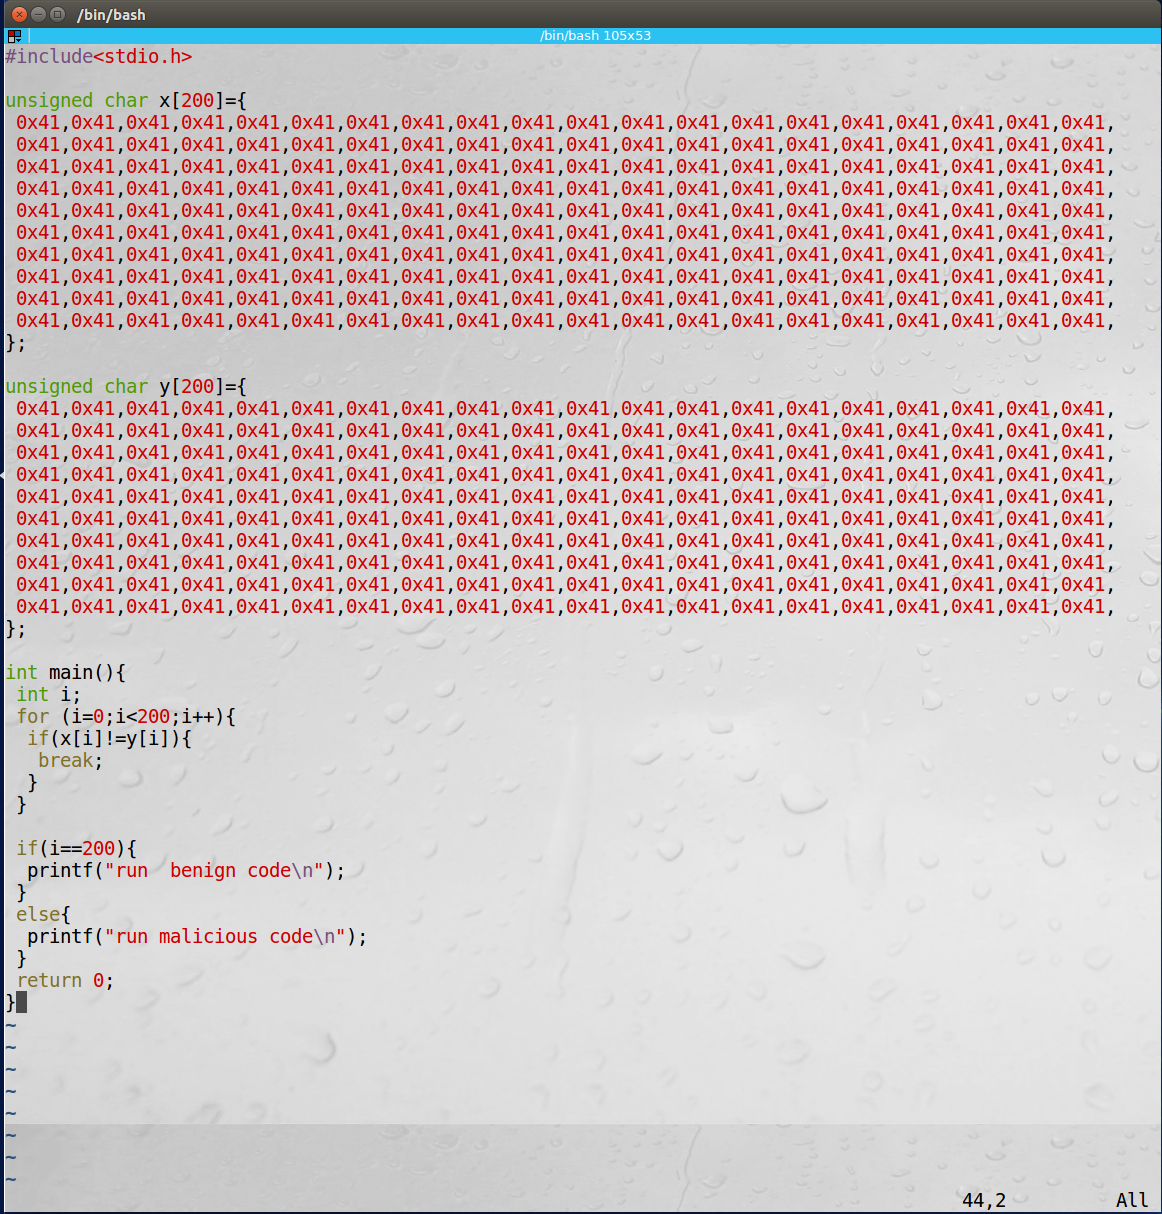 /bin/bash
/bin/bash 105x53
#include<stdio.h>

unsigned char x[200]={
 0x41,0x41,0x41,0x41,0x41,0x41,0x41,0x41,0x41,0x41,0x41,0x41,0x41,0x41,0x41,0x41,0x41,0x41,0x41,0x41,
 0x41,0x41,0x41,0x41,0x41,0x41,0x41,0x41,0x41,0x41,0x41,0x41,0x41,0x41,0x41,0x41,0x41,0x41,0x41,0x41,
 0x41,0x41,0x41,0x41,0x41,0x41,0x41,0x41,0x41,0x41,0x41,0x41,0x41,0x41,0x41,0x41,0x41,0x41,0x41,0x41,
 0x41,0x41,0x41,0x41,0x41,0x41,0x41,0x41,0x41,0x41,0x41,0x41,0x41,0x41,0x41,0x41,0x41,0x41,0x41,0x41,
 0x41,0x41,0x41,0x41,0x41,0x41,0x41,0x41,0x41,0x41,0x41,0x41,0x41,0x41,0x41,0x41,0x41,0x41,0x41,0x41,
 0x41,0x41,0x41,0x41,0x41,0x41,0x41,0x41,0x41,0x41,0x41,0x41,0x41,0x41,0x41,0x41,0x41,0x41,0x41,0x41,
 0x41,0x41,0x41,0x41,0x41,0x41,0x41,0x41,0x41,0x41,0x41,0x41,0x41,0x41,0x41,0x41,0x41,0x41,0x41,0x41,
 0x41,0x41,0x41,0x41,0x41,0x41,0x41,0x41,0x41,0x41,0x41,0x41,0x41,0x41,0x41,0x41,0x41,0x41,0x41,0x41,
 0x41,0x41,0x41,0x41,0x41,0x41,0x41,0x41,0x41,0x41,0x41,0x41,0x41,0x41,0x41,0x41,0x41,0x41,0x41,0x41,
 0x41,0x41,0x41,0x41,0x41,0x41,0x41,0x41,0x41,0x41,0x41,0x41,0x41,0x41,0x41,0x41,0x41,0x41,0x41,0x41,
};

unsigned char y[200]={
 0x41,0x41,0x41,0x41,0x41,0x41,0x41,0x41,0x41,0x41,0x41,0x41,0x41,0x41,0x41,0x41,0x41,0x41,0x41,0x41,
 0x41,0x41,0x41,0x41,0x41,0x41,0x41,0x41,0x41,0x41,0x41,0x41,0x41,0x41,0x41,0x41,0x41,0x41,0x41,0x41,
 0x41,0x41,0x41,0x41,0x41,0x41,0x41,0x41,0x41,0x41,0x41,0x41,0x41,0x41,0x41,0x41,0x41,0x41,0x41,0x41,
 0x41,0x41,0x41,0x41,0x41,0x41,0x41,0x41,0x41,0x41,0x41,0x41,0x41,0x41,0x41,0x41,0x41,0x41,0x41,0x41,
 0x41,0x41,0x41,0x41,0x41,0x41,0x41,0x41,0x41,0x41,0x41,0x41,0x41,0x41,0x41,0x41,0x41,0x41,0x41,0x41,
 0x41,0x41,0x41,0x41,0x41,0x41,0x41,0x41,0x41,0x41,0x41,0x41,0x41,0x41,0x41,0x41,0x41,0x41,0x41,0x41,
 0x41,0x41,0x41,0x41,0x41,0x41,0x41,0x41,0x41,0x41,0x41,0x41,0x41,0x41,0x41,0x41,0x41,0x41,0x41,0x41,
 0x41,0x41,0x41,0x41,0x41,0x41,0x41,0x41,0x41,0x41,0x41,0x41,0x41,0x41,0x41,0x41,0x41,0x41,0x41,0x41,
 0x41,0x41,0x41,0x41,0x41,0x41,0x41,0x41,0x41,0x41,0x41,0x41,0x41,0x41,0x41,0x41,0x41,0x41,0x41,0x41,
 0x41,0x41,0x41,0x41,0x41,0x41,0x41,0x41,0x41,0x41,0x41,0x41,0x41,0x41,0x41,0x41,0x41,0x41,0x41,0x41,
};

int main(){
 int i;
 for (i=0;i<200;i++){
  if(x[i]!=y[i]){
   break;
  }
 }

 if(i==200){
  printf("run  benign code\n");
 }
 else{
  printf("run malicious code\n");
 }
 return 0;
}
~
~
~
~
~
~
~
~
44,2 All